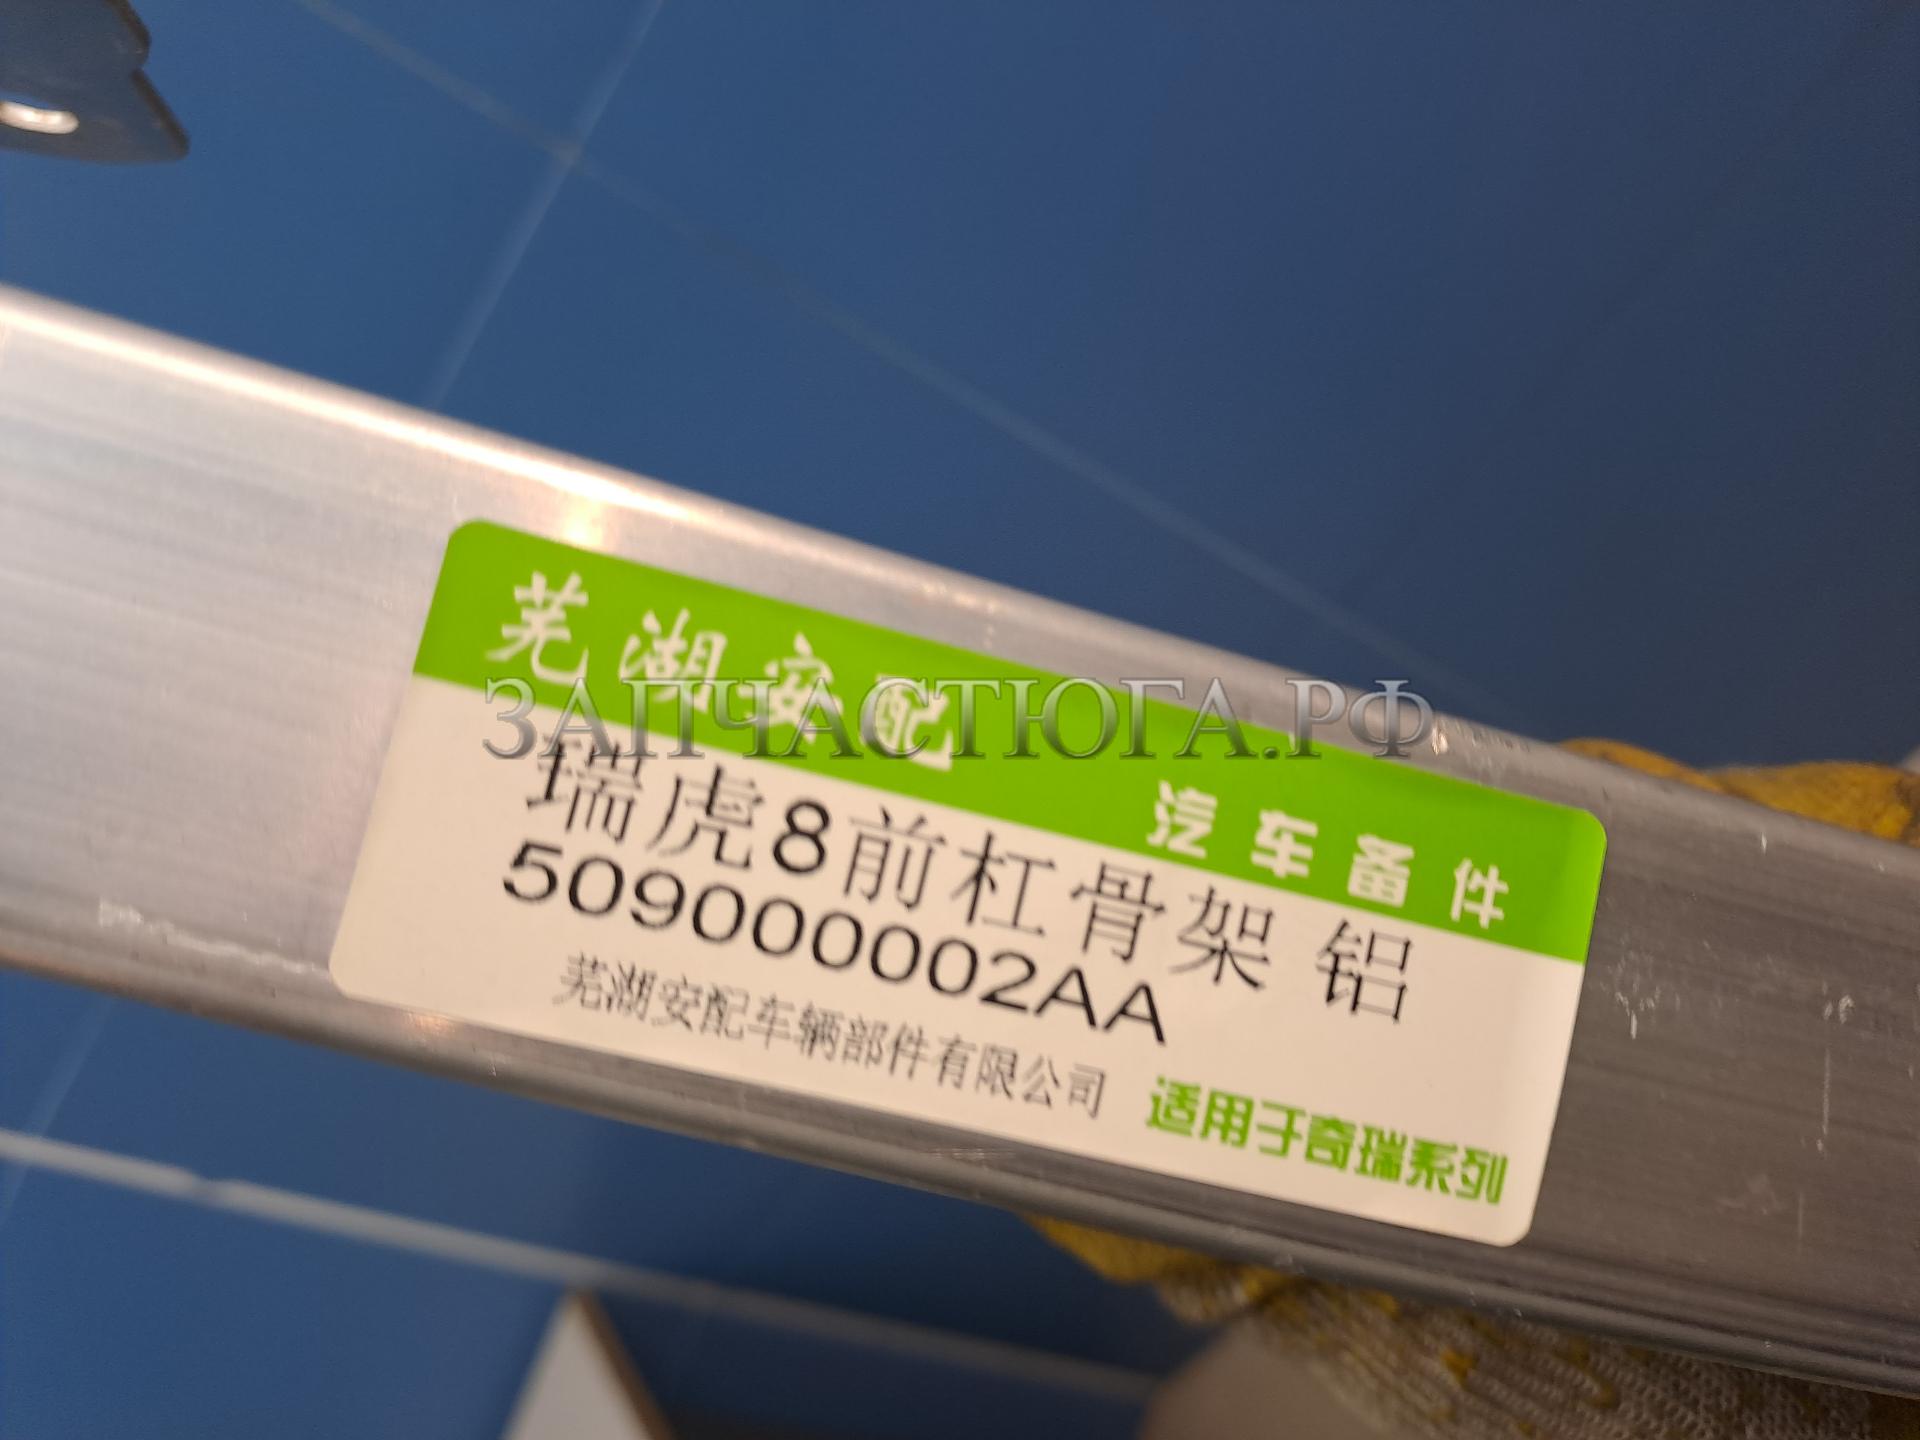 芜湖安配 汽车备件
ЗАПЧАСТЮГА.РФ
瑞虎8前杠骨架 铝
509000002AA
芜湖安配车辆部件有限公司 适用于奇瑞系列